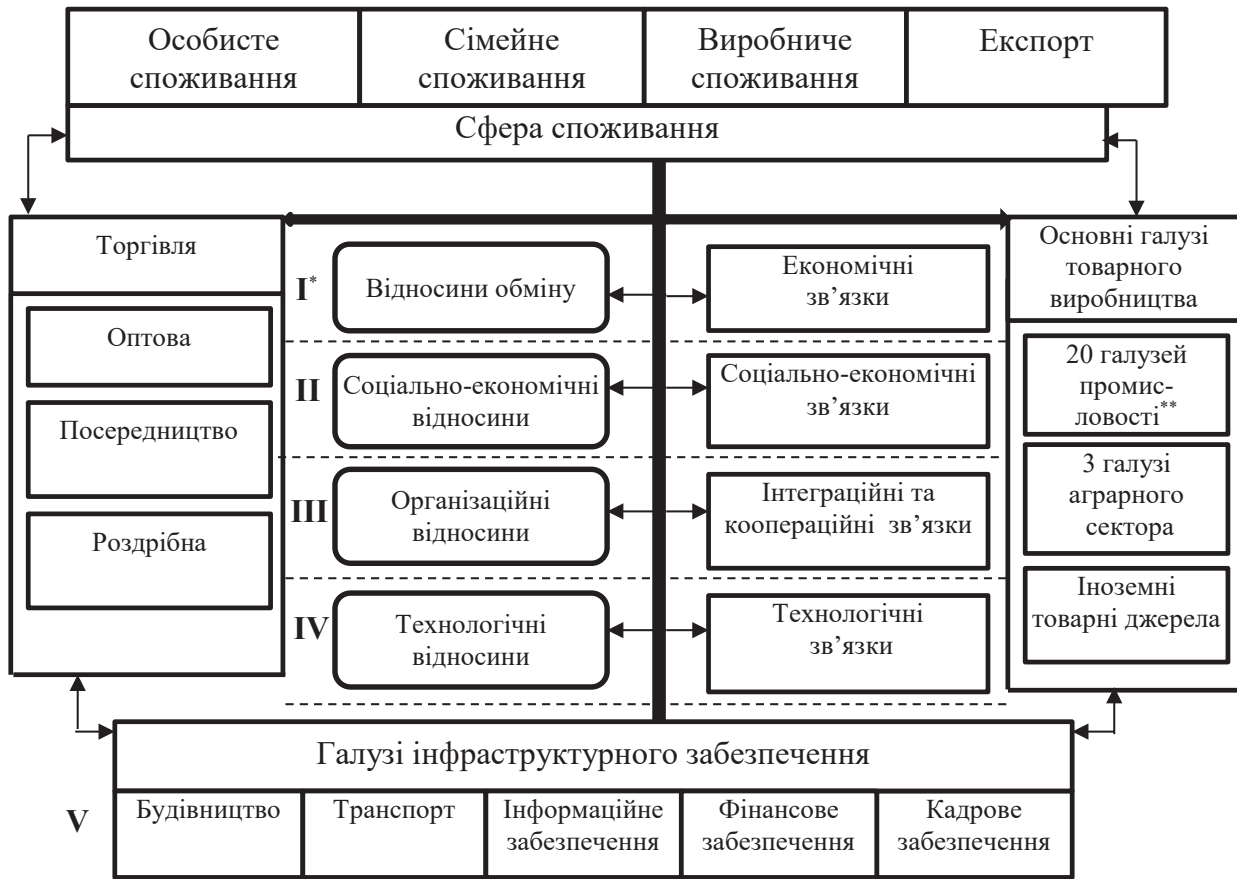 Особисте
споживання
Сімейне
споживання
Виробниче
споживання
Експорт
Сфера споживання
Торгівля
Оптова
Посередництво
Роздрібна
I*
Відносини обміну
Економічні
зв’язки
II
Соціально-економічні
відносини
Соціально-економічні
зв’язки
III
Організаційні
відносини
Інтеграційні та
коопераційні зв’язки
IV
Технологічні
відносини
Технологічні
зв’язки
Основні галузі
товарного
виробництва
20 галузей
промис-
ловості**
3 галузі
аграрного
сектора
Іноземні
товарні джерела
Галузі інфраструктурного забезпечення
V
Будівництво
Транспорт
Інформаційне
забезпечення
Фінансове
забезпечення
Кадрове
забезпечення